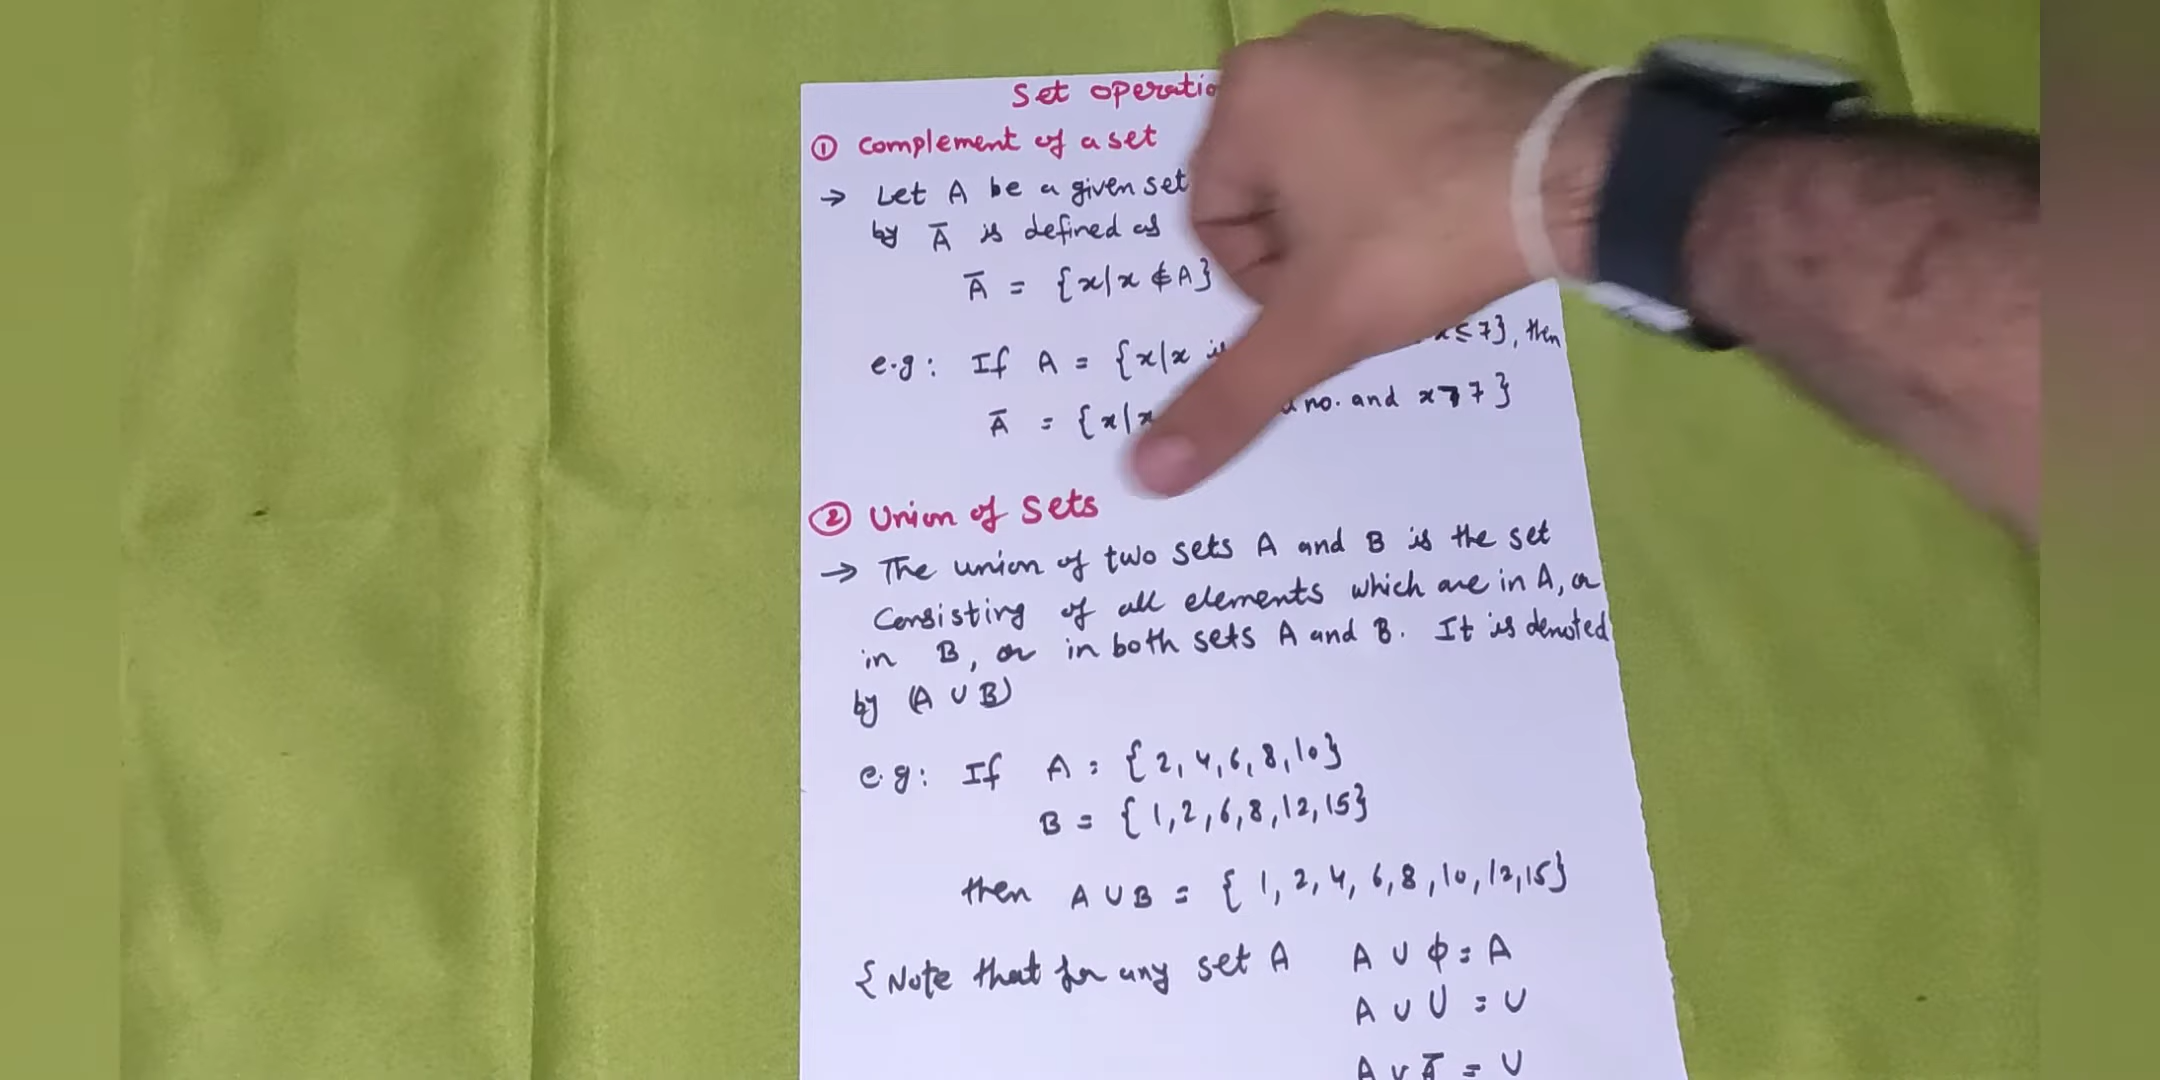 Set operatio
① Complement of a set
→ Let A be a given set
by Ā is defined as
Ā = {x|x ∉ A}
e.g: If A = {x|x is x ≤ 7}, then
Ā = {x|x no. and x > 7}
② Union of Sets
→ The union of two sets A and B is the set
Consisting of all elements which are in A, or
in B, or in both sets A and B. It is denoted
by (A ∪ B)
e.g: If A = {2, 4, 6, 8, 10}
B = {1, 2, 6, 8, 12, 15}
then A ∪ B = {1, 2, 4, 6, 8, 10, 12, 15}
{Note that for any set A A ∪ ϕ = A
A ∪ U = U
A ∪ Ā = U